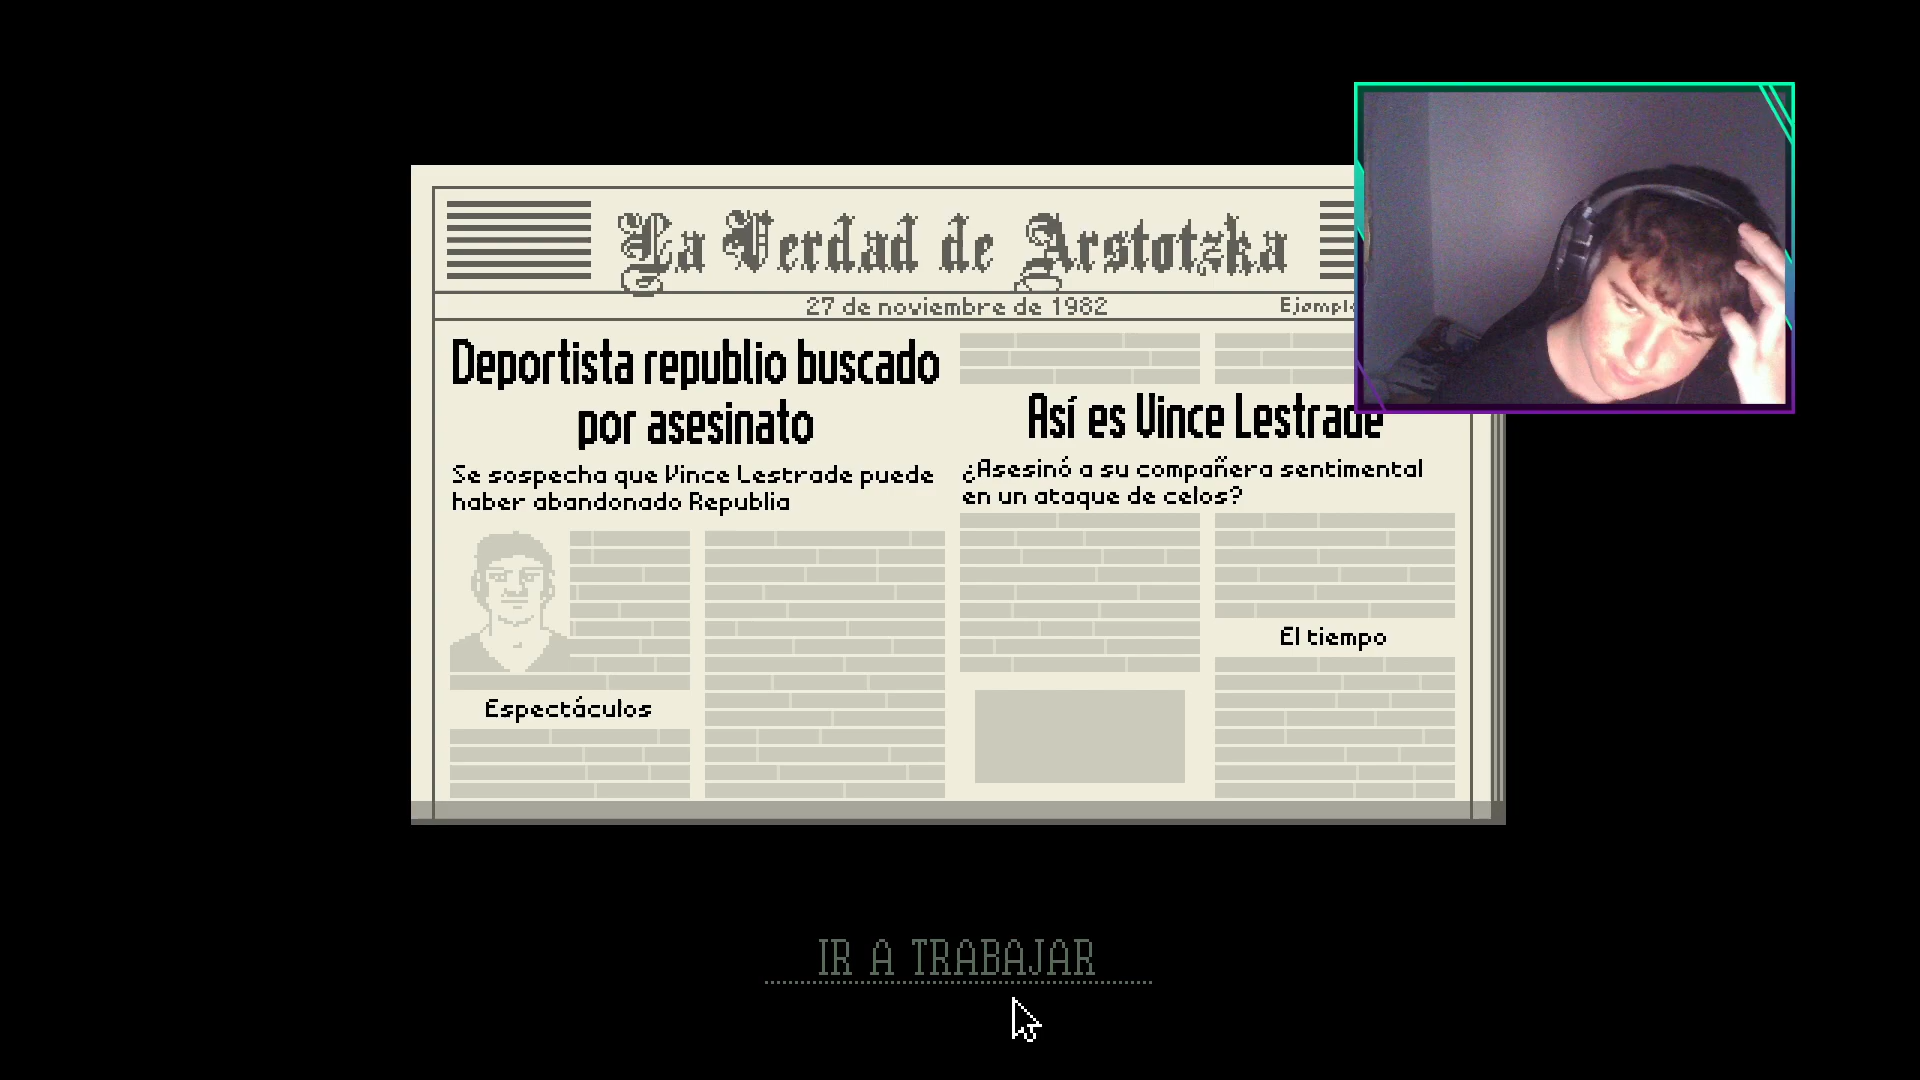 La Verdad de Arstotzka
27 de noviembre de 1982
Deportista republio buscado
por asesinato
Se sospecha que Vince Lestrade puede
haber abandonado Republia
Espectáculos
Así es Vince Lestrade
¿Asesinó a su compañera sentimental
en un ataque de celos?
El tiempo
IR A TRABAJAR